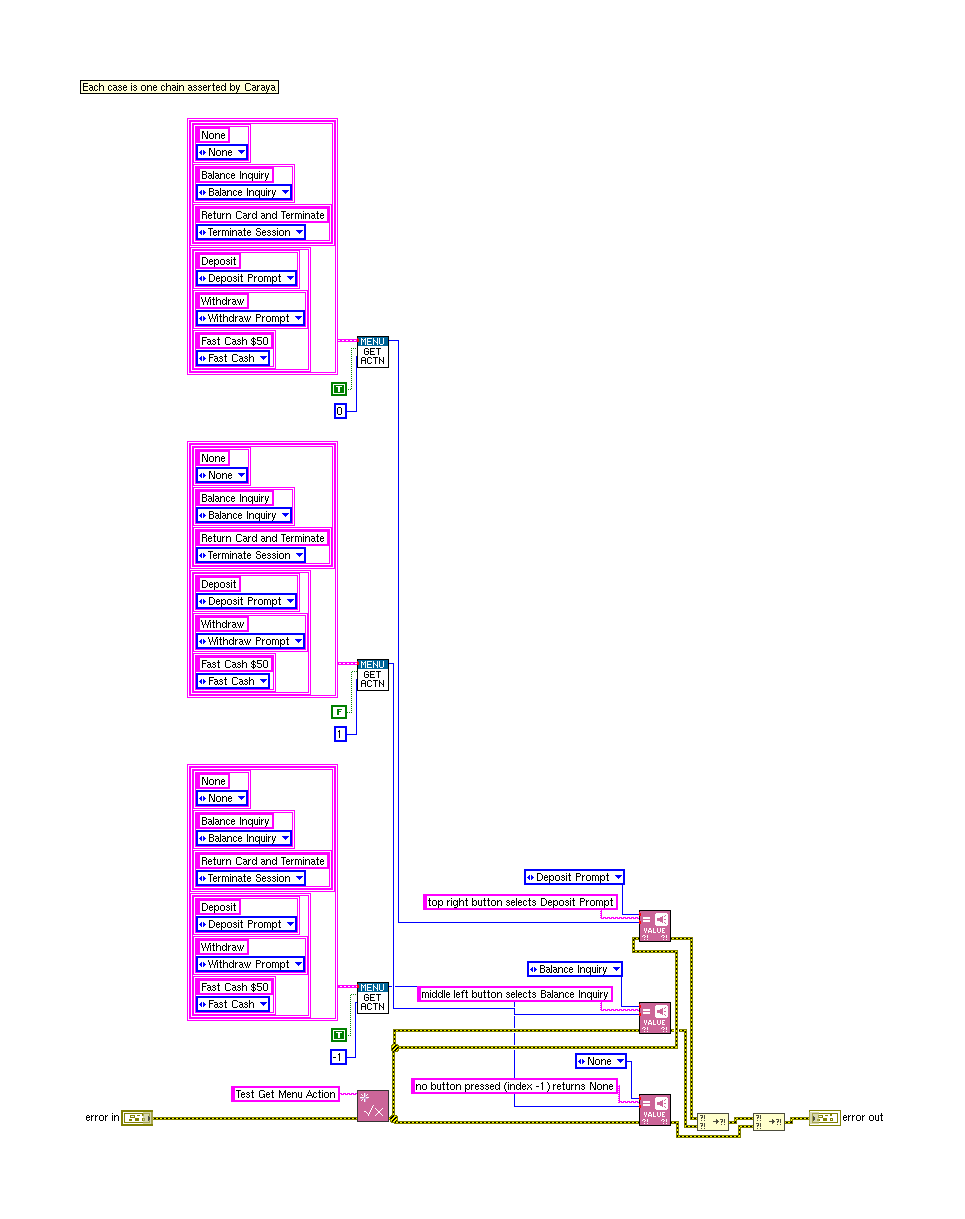 Each case is one chain asserted by Caraya
None
None
Balance Inquiry
Balance Inquiry
Return Card and Terminate
Terminate Session
Deposit
Deposit Prompt
Withdraw
Withdraw Prompt
Fast Cash $50
Fast Cash
MENU
GET
ACTN
T
0
None
None
Balance Inquiry
Balance Inquiry
Return Card and Terminate
Terminate Session
Deposit
Deposit Prompt
Withdraw
Withdraw Prompt
Fast Cash $50
Fast Cash
MENU
GET
ACTN
F
1
None
None
Balance Inquiry
Balance Inquiry
Return Card and Terminate
Terminate Session
Deposit
Deposit Prompt
Withdraw
Withdraw Prompt
Fast Cash $50
Fast Cash
MENU
GET
ACTN
T
-1
Deposit Prompt
top right button selects Deposit Prompt
=
VALUE
?! ?!
Balance Inquiry
middle left button selects Balance Inquiry
=
VALUE
?! ?!
None
no button pressed (index -1) returns None
=
VALUE
?! ?!
Test Get Menu Action
√x
error in
?!
?! →?!
?!
?! →?!
error out